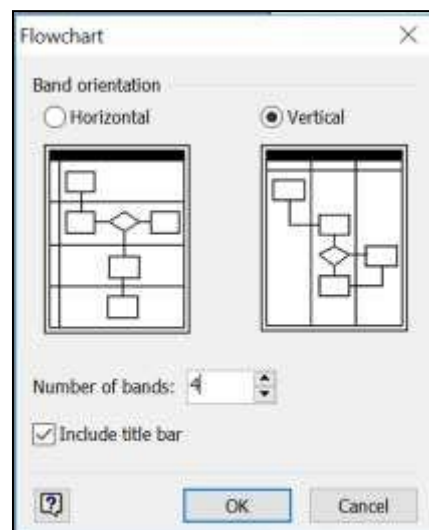 Flowchart
Band orientation
Horizontal
Vertical
Number of bands: 4
Include title bar
?
OK
Cancel